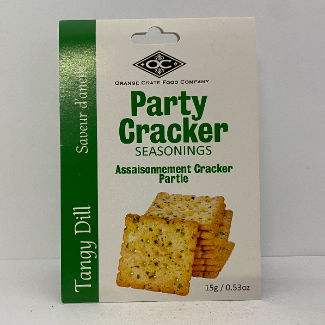 OC
ORANGE CRATE FOOD COMPANY
Party
Cracker
SEASONINGS
Assaisonnement Cracker
Partie
15g / 0.53oz
Tangy Dill
Saveur d'aneth